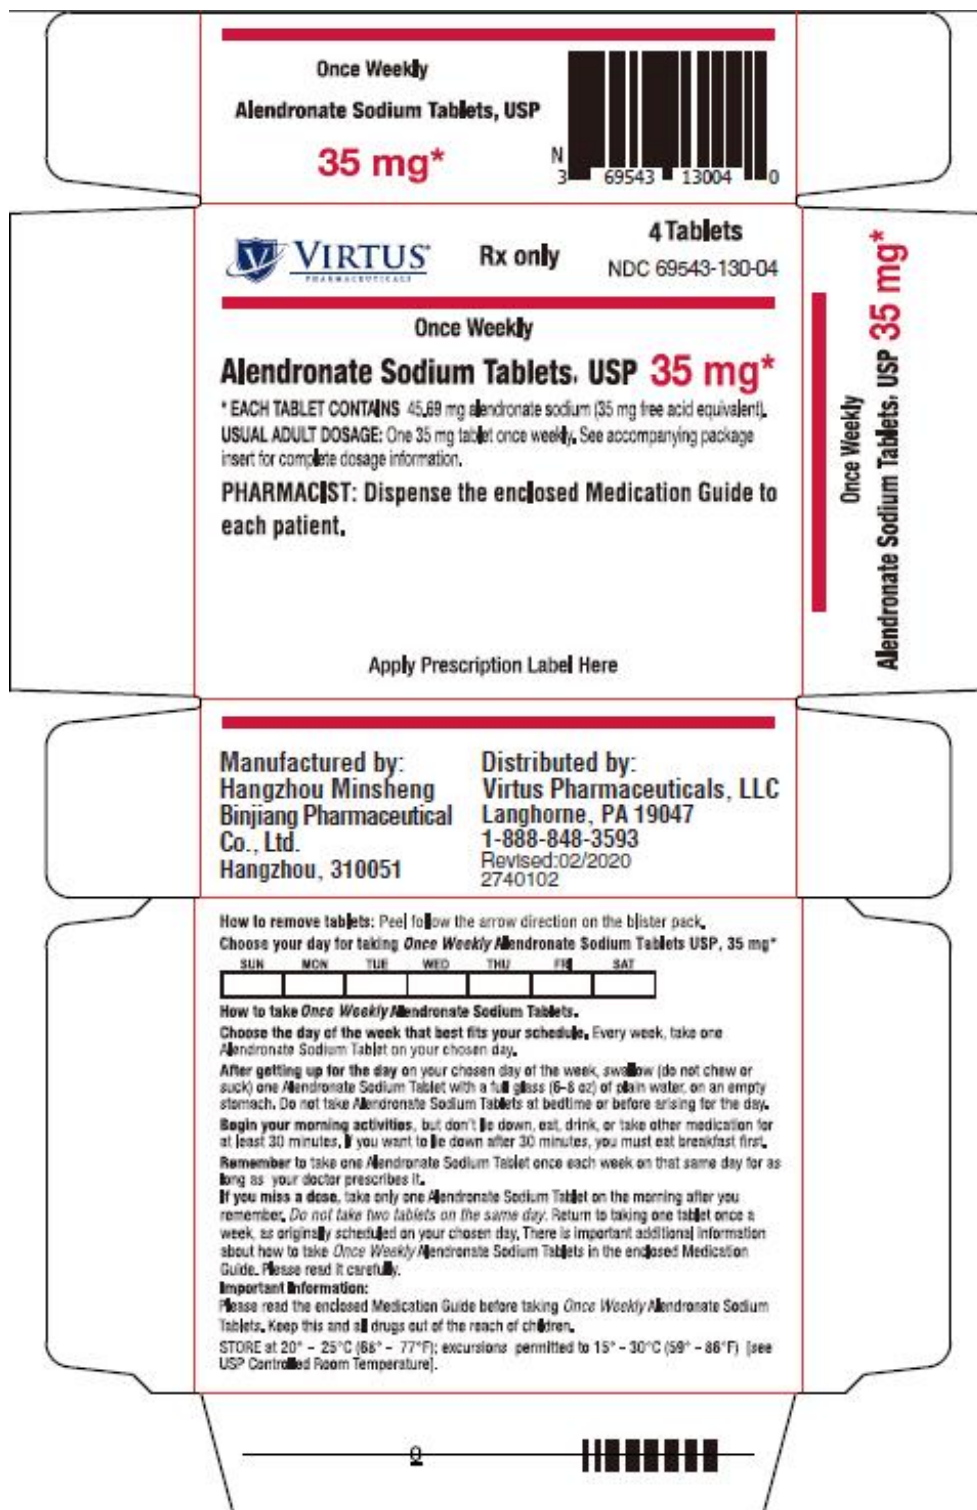 Once Weekly
Alendronate Sodium Tablets, USP
35 mg*
N
3 69543 13004 0
VIRTUS®
PHARMACEUTICALS
Rx only
4 Tablets
NDC 69543-130-04
Once Weekly
Alendronate Sodium Tablets, USP 35 mg*
* EACH TABLET CONTAINS 45.69 mg alendronate sodium (35 mg free acid equivalent).
USUAL ADULT DOSAGE: One 35 mg tablet once weekly. See accompanying package
insert for complete dosage information.
PHARMACIST: Dispense the enclosed Medication Guide to
each patient.
Apply Prescription Label Here
Once Weekly
Alendronate Sodium Tablets, USP 35 mg*
Manufactured by:
Hangzhou Minsheng
Binjiang Pharmaceutical
Co., Ltd.
Hangzhou, 310051
Distributed by:
Virtus Pharmaceuticals, LLC
Langhorne, PA 19047
1-888-848-3593
Revised:02/2020
2740102
How to remove tablets: Peel follow the arrow direction on the blister pack.
Choose your day for taking Once Weekly Alendronate Sodium Tablets USP, 35 mg*
SUN MON TUE WED THU FRI SAT
How to take Once Weekly Alendronate Sodium Tablets.
Choose the day of the week that best fits your schedule. Every week, take one
Alendronate Sodium Tablet on your chosen day.
After getting up for the day on your chosen day of the week, swallow (do not chew or
suck) one Alendronate Sodium Tablet with a full glass (6-8 oz) of plain water, on an empty
stomach. Do not take Alendronate Sodium Tablets at bedtime or before arising for the day.
Begin your morning activities, but don't lie down, eat, drink, or take other medication for
at least 30 minutes. If you want to lie down after 30 minutes, you must eat breakfast first.
Remember to take one Alendronate Sodium Tablet once each week on that same day for as
long as your doctor prescribes it.
If you miss a dose, take only one Alendronate Sodium Tablet on the morning after you
remember. Do not take two tablets on the same day. Return to taking one tablet once a
week, as originally scheduled on your chosen day. There is important additional information
about how to take Once Weekly Alendronate Sodium Tablets in the enclosed Medication
Guide. Please read it carefully.
Important Information:
Please read the enclosed Medication Guide before taking Once Weekly Alendronate Sodium
Tablets. Keep this and all drugs out of the reach of children.
STORE at 20° - 25°C (68° - 77°F); excursions permitted to 15° - 30°C (59° - 86°F) [see
USP Controlled Room Temperature].
0